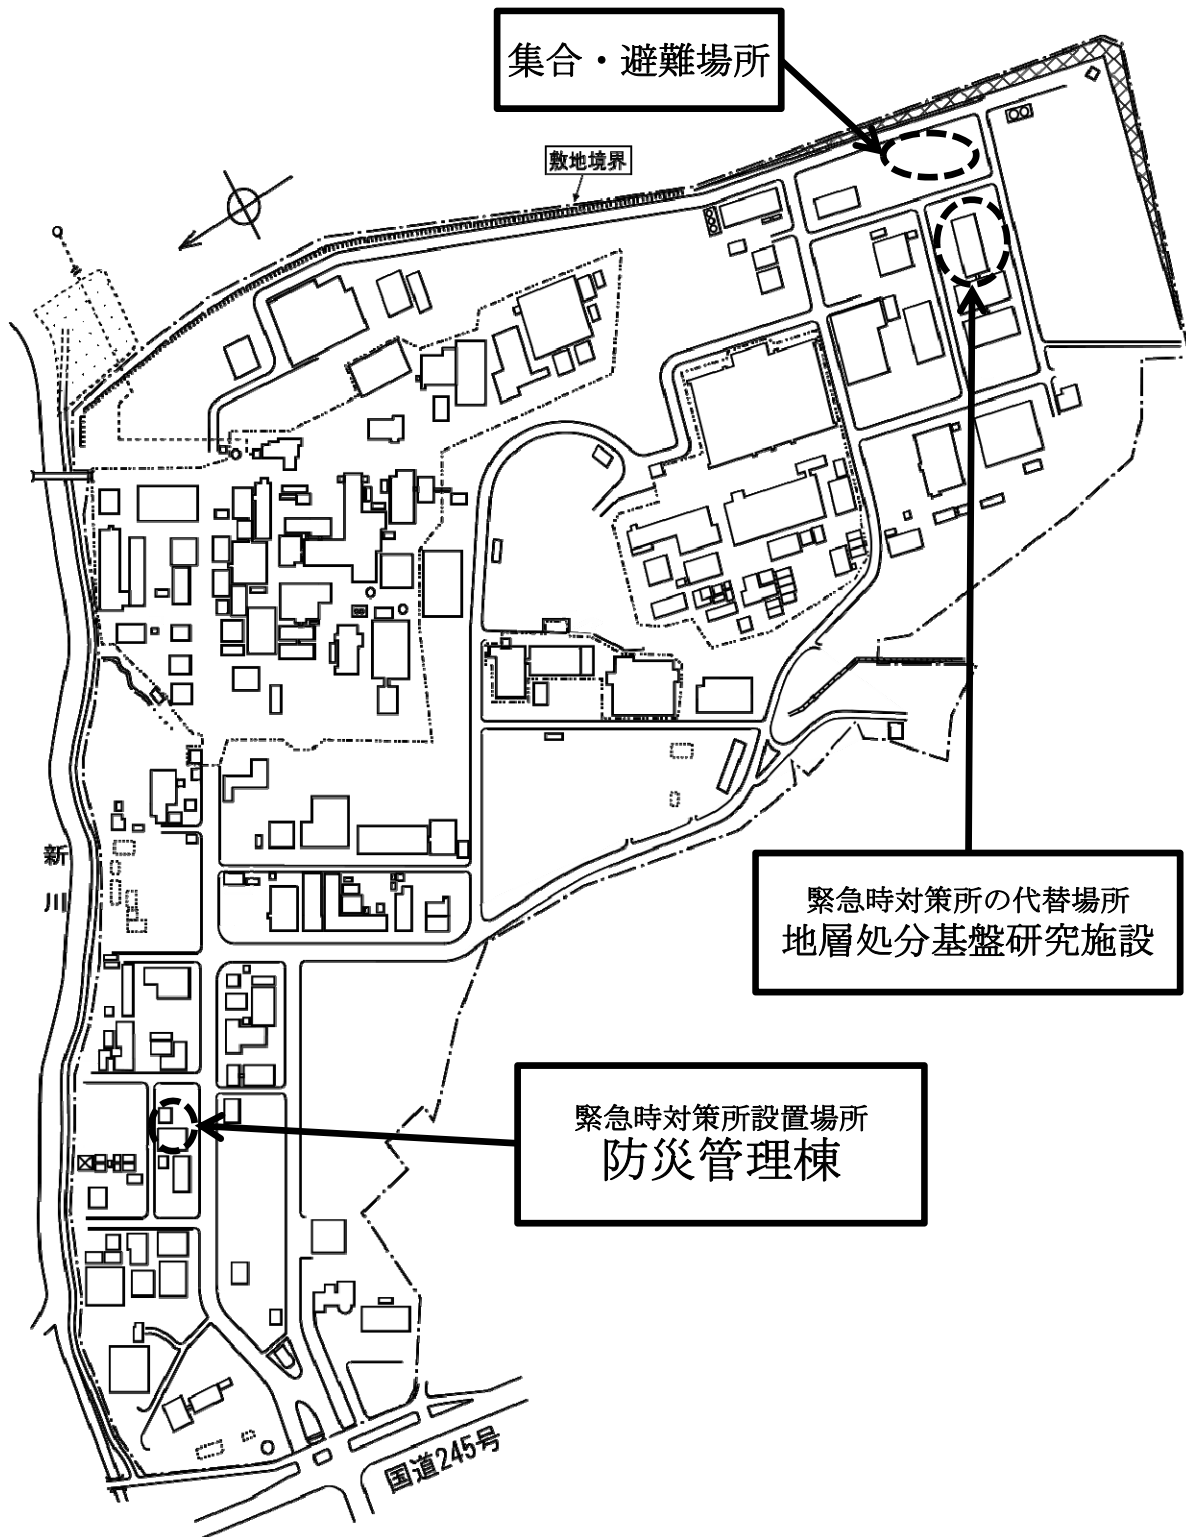 集合・避難場所
敷地境界
新川
緊急時対策所の代替場所
地層処分基盤研究施設
緊急時対策所設置場所
防災管理棟
国道245号